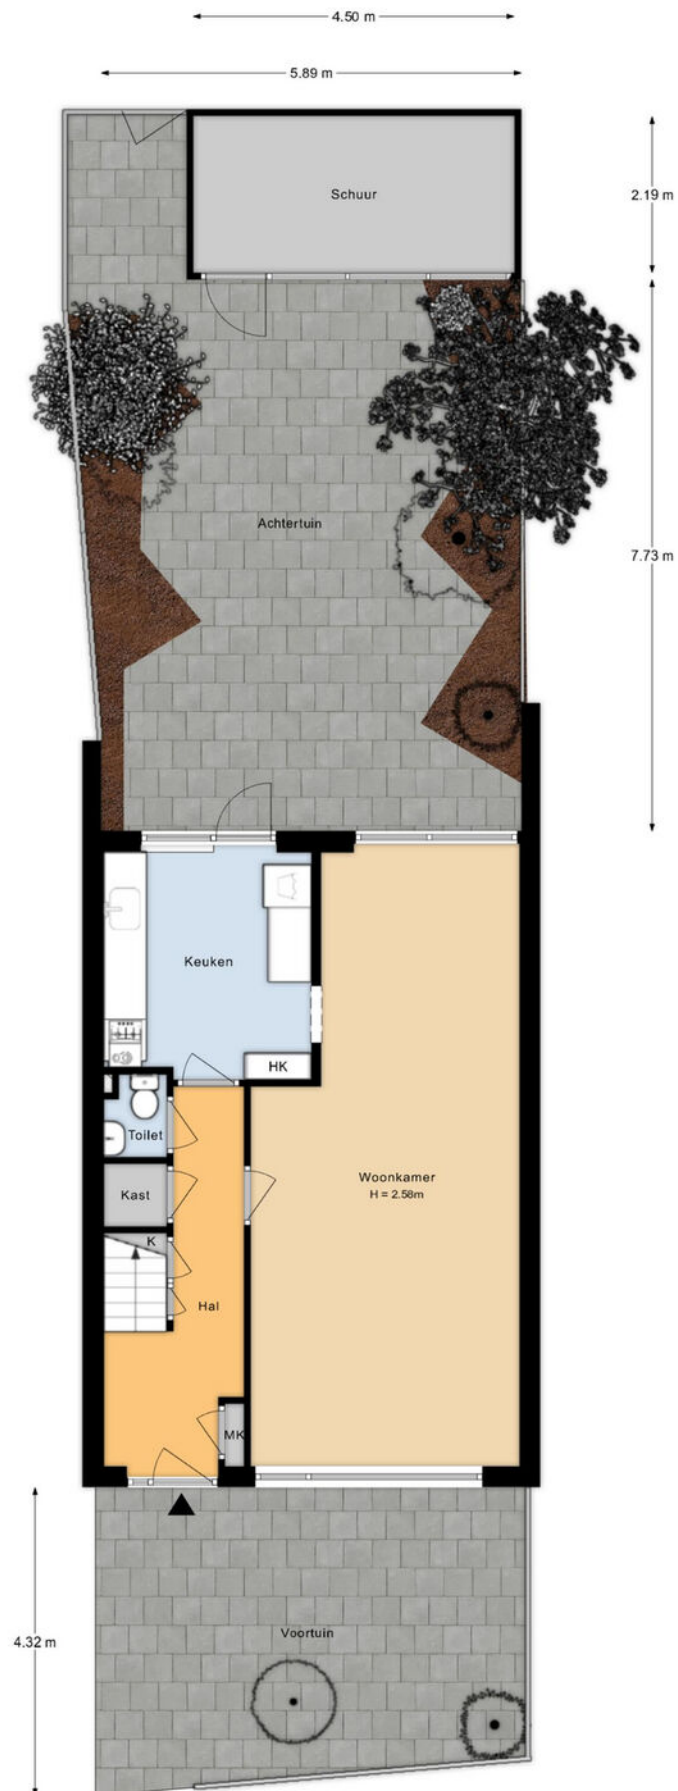 4.50 m
5.89 m
Schuur
2.19 m
Achtertuin
7.73 m
Keuken
HK
Toilet
Kast
Woonkamer
H = 2.58m
K
Hal
MK
4.32 m
Voortuin